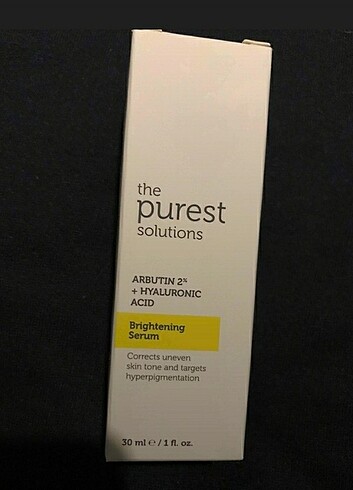 the
purest
solutions
ARBUTIN 2%
+ HYALURONIC
ACID
Brightening
Serum
Corrects uneven
skin tone and targets
hyperpigmentation
30 ml ℮ / 1 fl. oz.